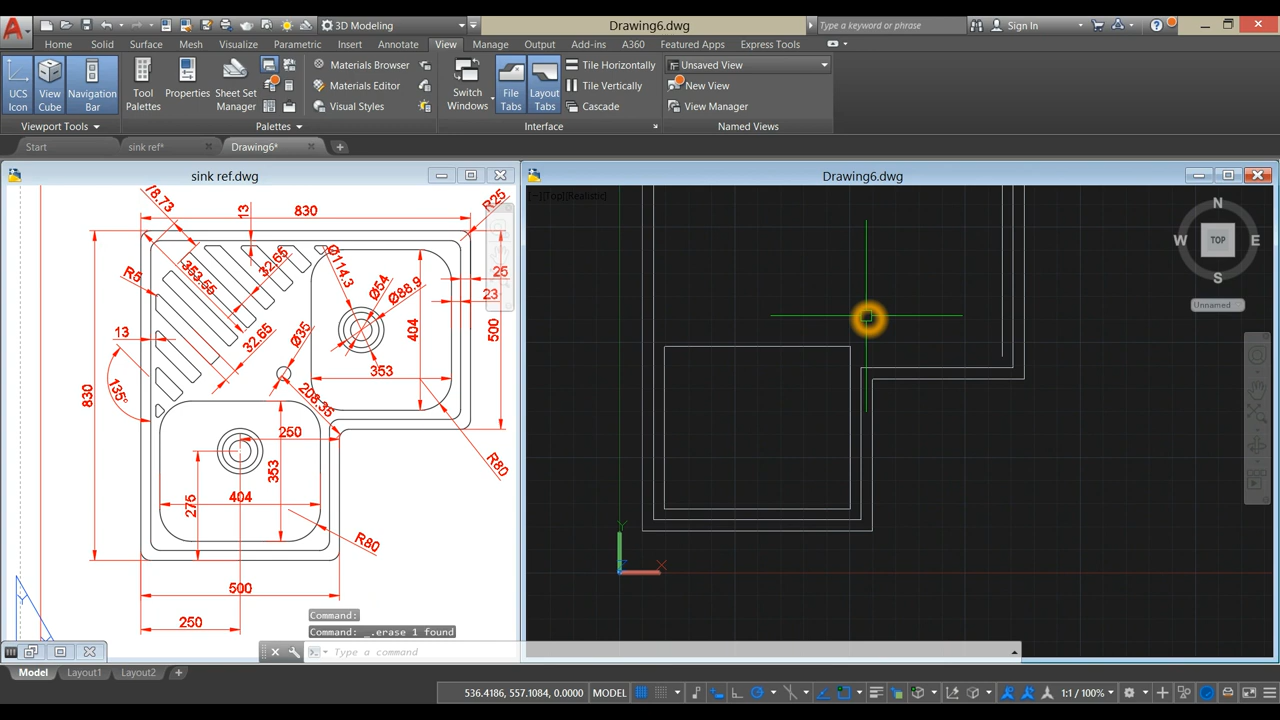 3D Modeling
Drawing6.dwg
Type a keyword or phrase
Sign In
Home
Solid
Surface
Mesh
Visualize
Parametric
Insert
Annotate
View
Manage
Output
Add-ins
A360
Featured Apps
Express Tools
UCS Icon
View Cube
Navigation Bar
Tool Palettes
Properties
Sheet Set Manager
Materials Browser
Materials Editor
Visual Styles
Switch Windows
File Tabs
Layout Tabs
Tile Horizontally
Tile Vertically
Cascade
Unsaved View
New View
View Manager
Viewport Tools
Palettes
Interface
Named Views
Start
sink ref*
Drawing6*
sink ref.dwg
78.73
13
830
R25
353.55
32.65
Ø114.3
Ø54
Ø88.9
R5
404
25
23
500
13
32.65
Ø35
353
208.35
135°
830
250
353
275
404
R80
R80
500
250
Command:
Command: _.erase 1 found
Type a command
Drawing6.dwg
[−][Top][Realistic]
N
W
TOP
E
S
Unnamed
Y
X
Z
Y
Model
Layout1
Layout2
536.4186, 557.1084, 0.0000
MODEL
1:1 / 100%